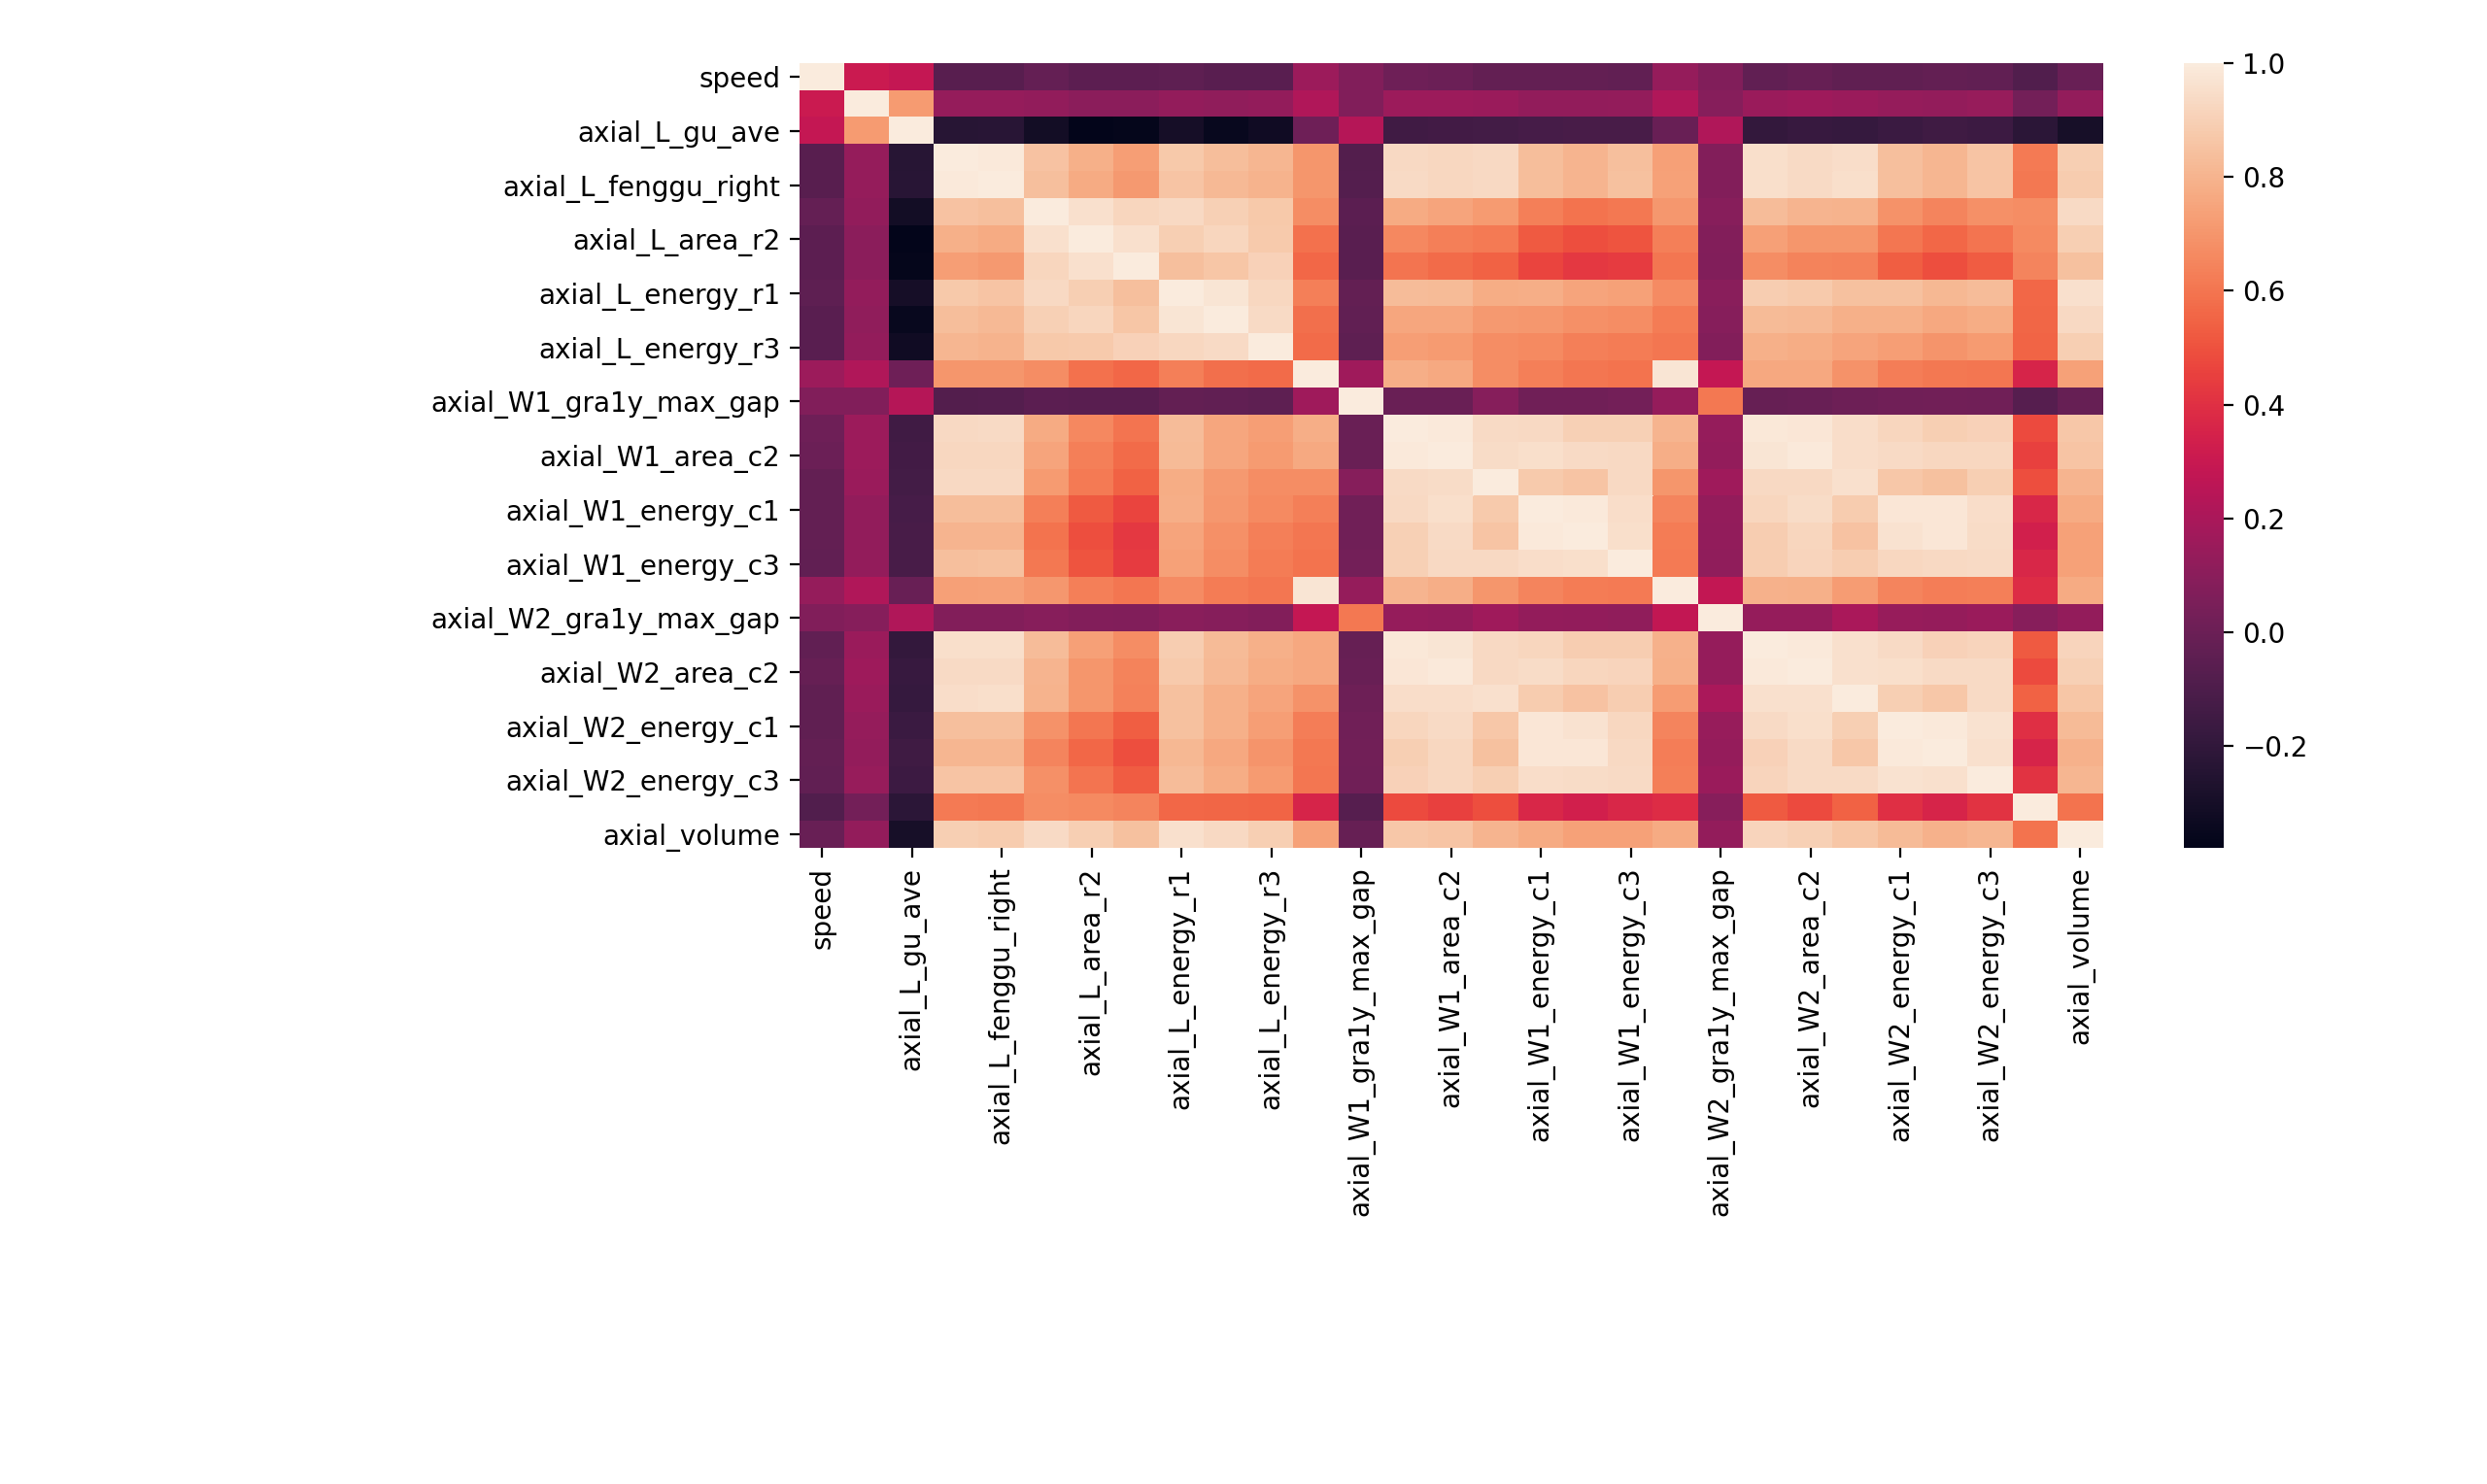 speed
axial_L_gu_ave
axial_L_fenggu_right
axial_L_area_r2
axial_L_energy_r1
axial_L_energy_r3
axial_W1_gra1y_max_gap
axial_W1_area_c2
axial_W1_energy_c1
axial_W1_energy_c3
axial_W2_gra1y_max_gap
axial_W2_area_c2
axial_W2_energy_c1
axial_W2_energy_c3
axial_volume
speed
axial_L_gu_ave
axial_L_fenggu_right
axial_L_area_r2
axial_L_energy_r1
axial_L_energy_r3
axial_W1_gra1y_max_gap
axial_W1_area_c2
axial_W1_energy_c1
axial_W1_energy_c3
axial_W2_gra1y_max_gap
axial_W2_area_c2
axial_W2_energy_c1
axial_W2_energy_c3
axial_volume
1.0
0.8
0.6
0.4
0.2
0.0
−0.2